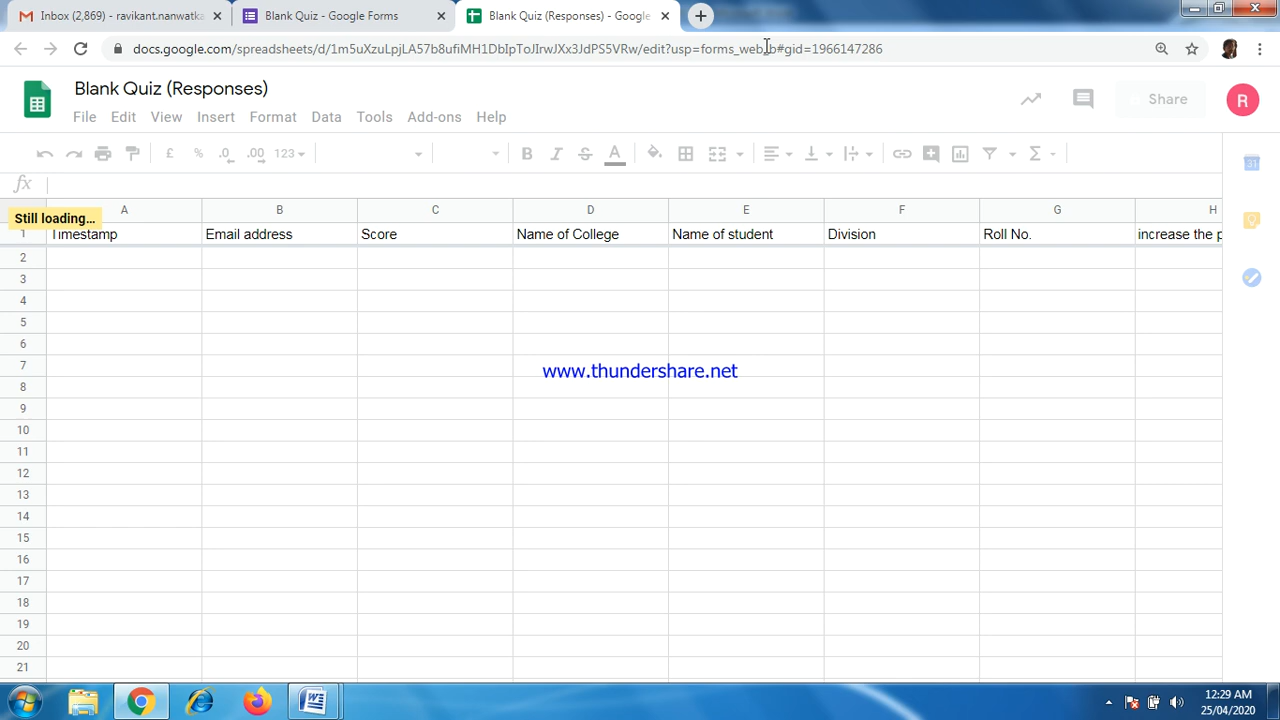 Inbox (2,869) - ravikant.nanwatka
Blank Quiz - Google Forms
Blank Quiz (Responses) - Google
docs.google.com/spreadsheets/d/1m5uXzuLpjLA57b8ufiMH1DbIpToJIrwJXx3JdPS5VRw/edit?usp=forms_web_b#gid=1966147286
Blank Quiz (Responses)
File Edit View Insert Format Data Tools Add-ons Help
Share
R
£ % .0 .00 123
B I S A
fx
Still loading...
A B C D E F G H
1 Timestamp Email address Score Name of College Name of student Division Roll No. increase the p
2
3
4
5
6
7
www.thundershare.net
8
9
10
11
12
13
14
15
16
17
18
19
20
21
12:29 AM
25/04/2020